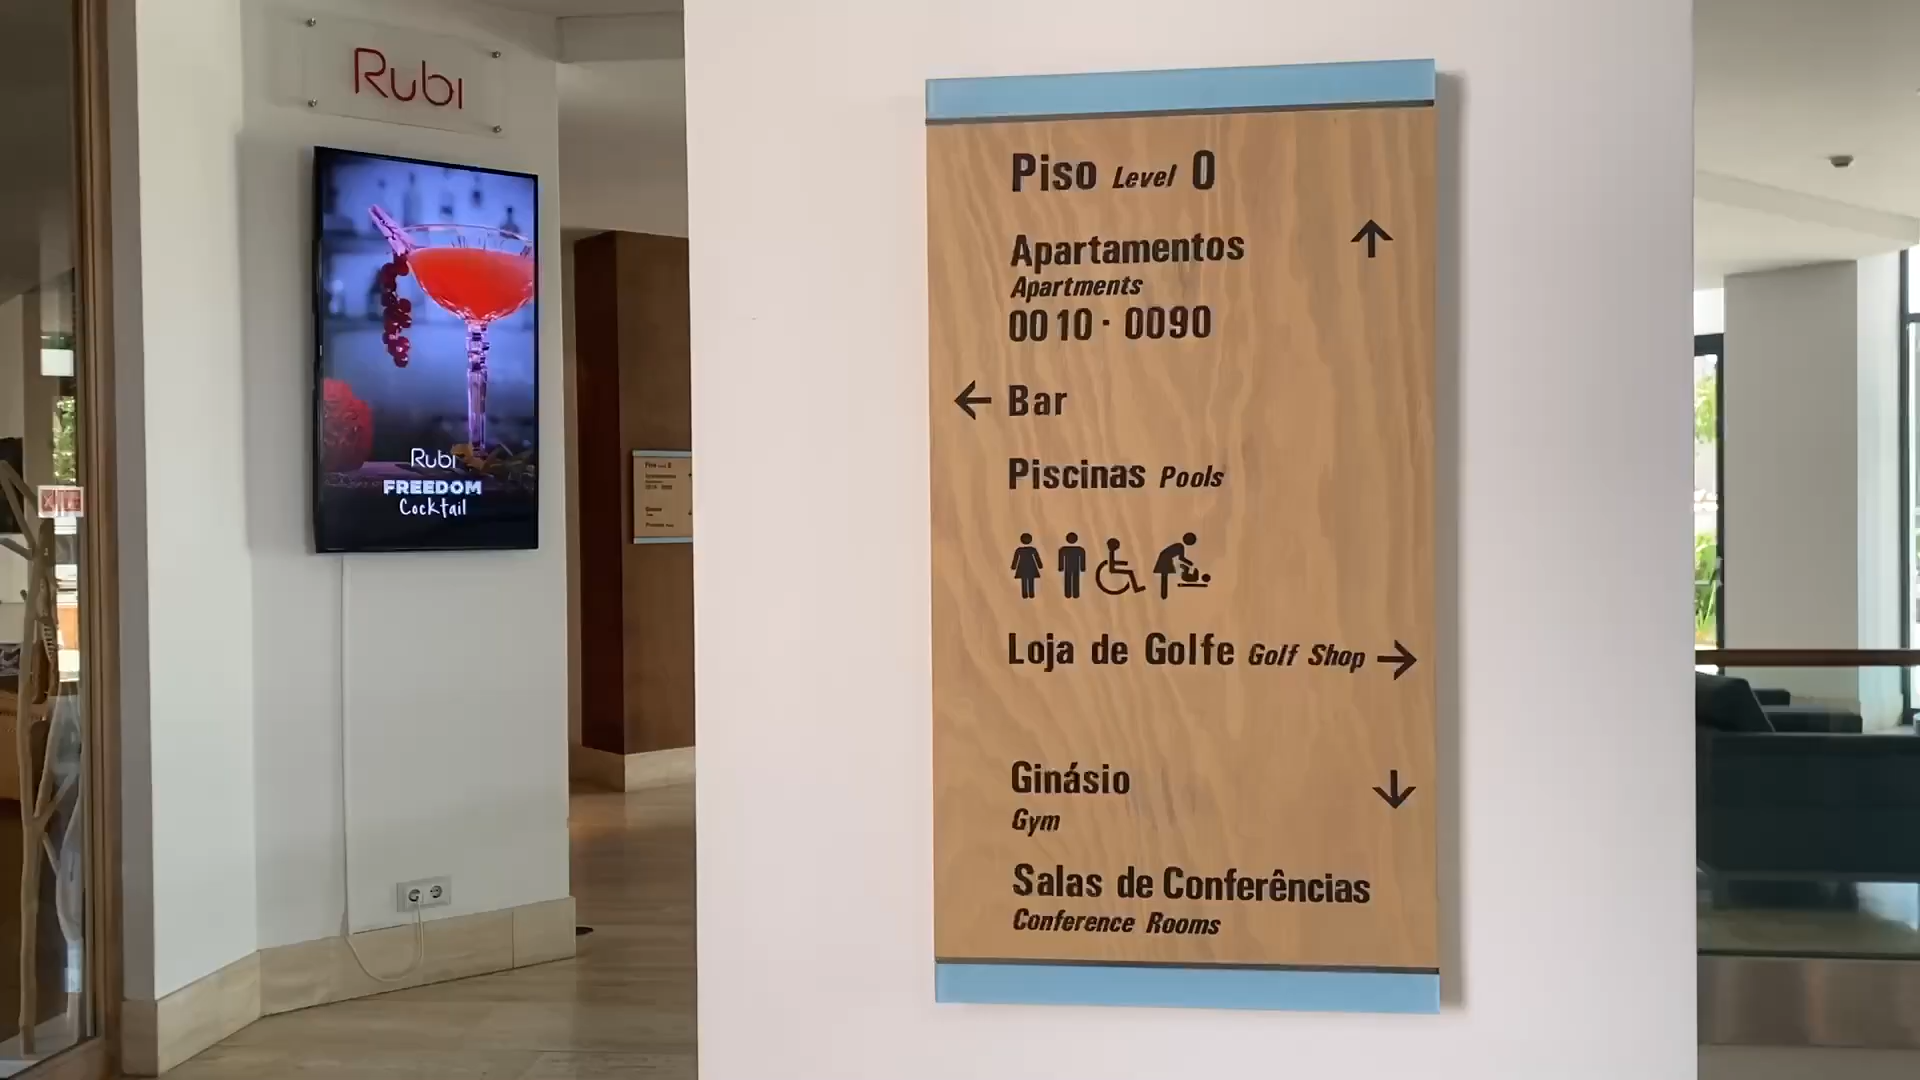 Rubi
Rubi
FREEDOM
Cocktail
Piso Level 0
Apartamentos
Apartments
0010 · 0090
Bar
Piscinas Pools
Loja de Golfe Golf Shop
Ginásio
Gym
Salas de Conferências
Conference Rooms